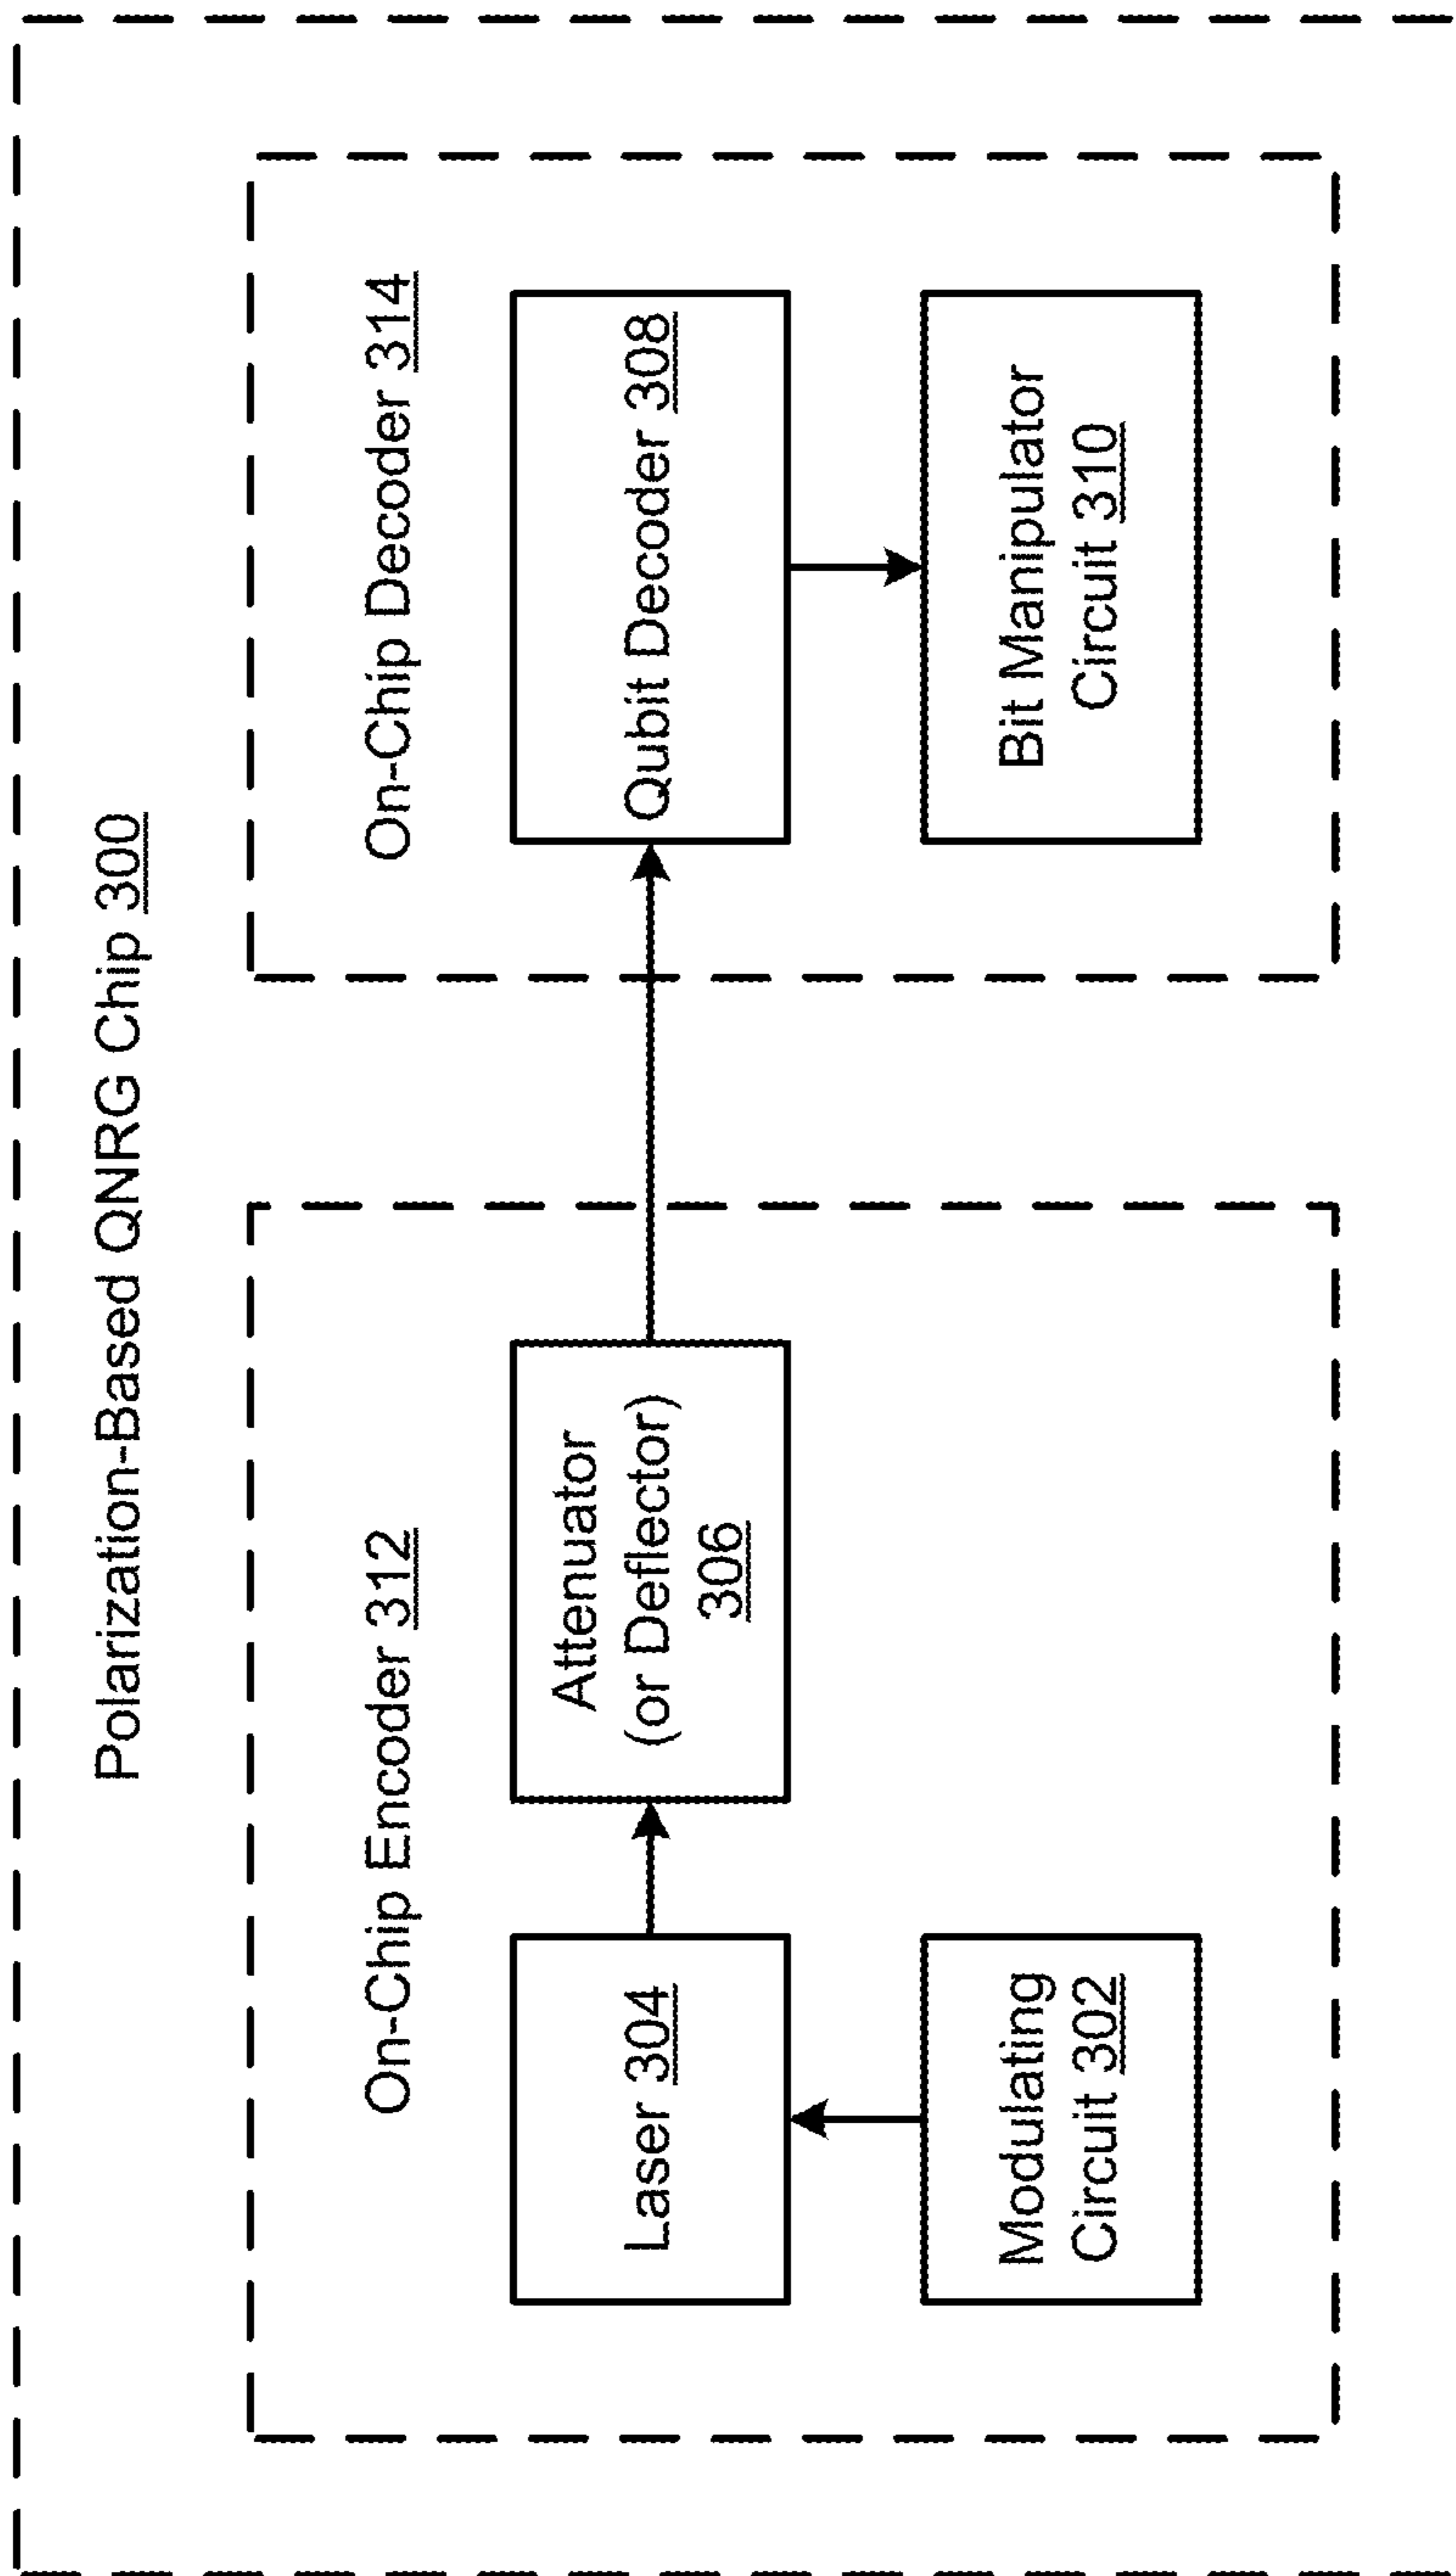 Polarization-Based QNRG Chip 300
On-Chip Encoder 312
Laser 304
Attenuator
(or Deflector)
306
Modulating
Circuit 302
On-Chip Decoder 314
Qubit Decoder 308
Bit Manipulator
Circuit 310